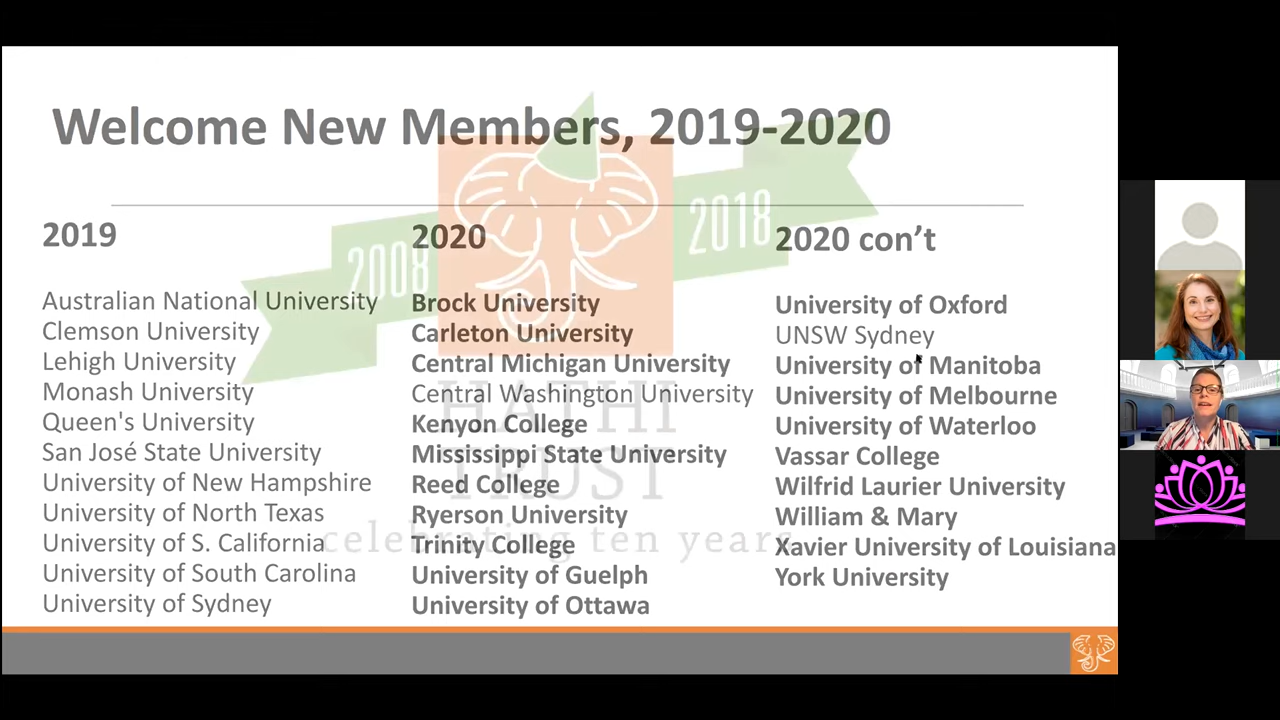 Welcome New Members, 2019-2020
2008
2018
2019
Australian National University
Clemson University
Lehigh University
Monash University
Queen's University
San José State University
University of New Hampshire
University of North Texas
University of S. California
University of South Carolina
University of Sydney
2020
Brock University
Carleton University
Central Michigan University
Central Washington University
Kenyon College
Mississippi State University
Reed College
Ryerson University
Trinity College
University of Guelph
University of Ottawa
2020 con’t
University of Oxford
UNSW Sydney
University of Manitoba
University of Melbourne
University of Waterloo
Vassar College
Wilfrid Laurier University
William & Mary
Xavier University of Louisiana
York University
HATHI
TRUST
celebrating ten years